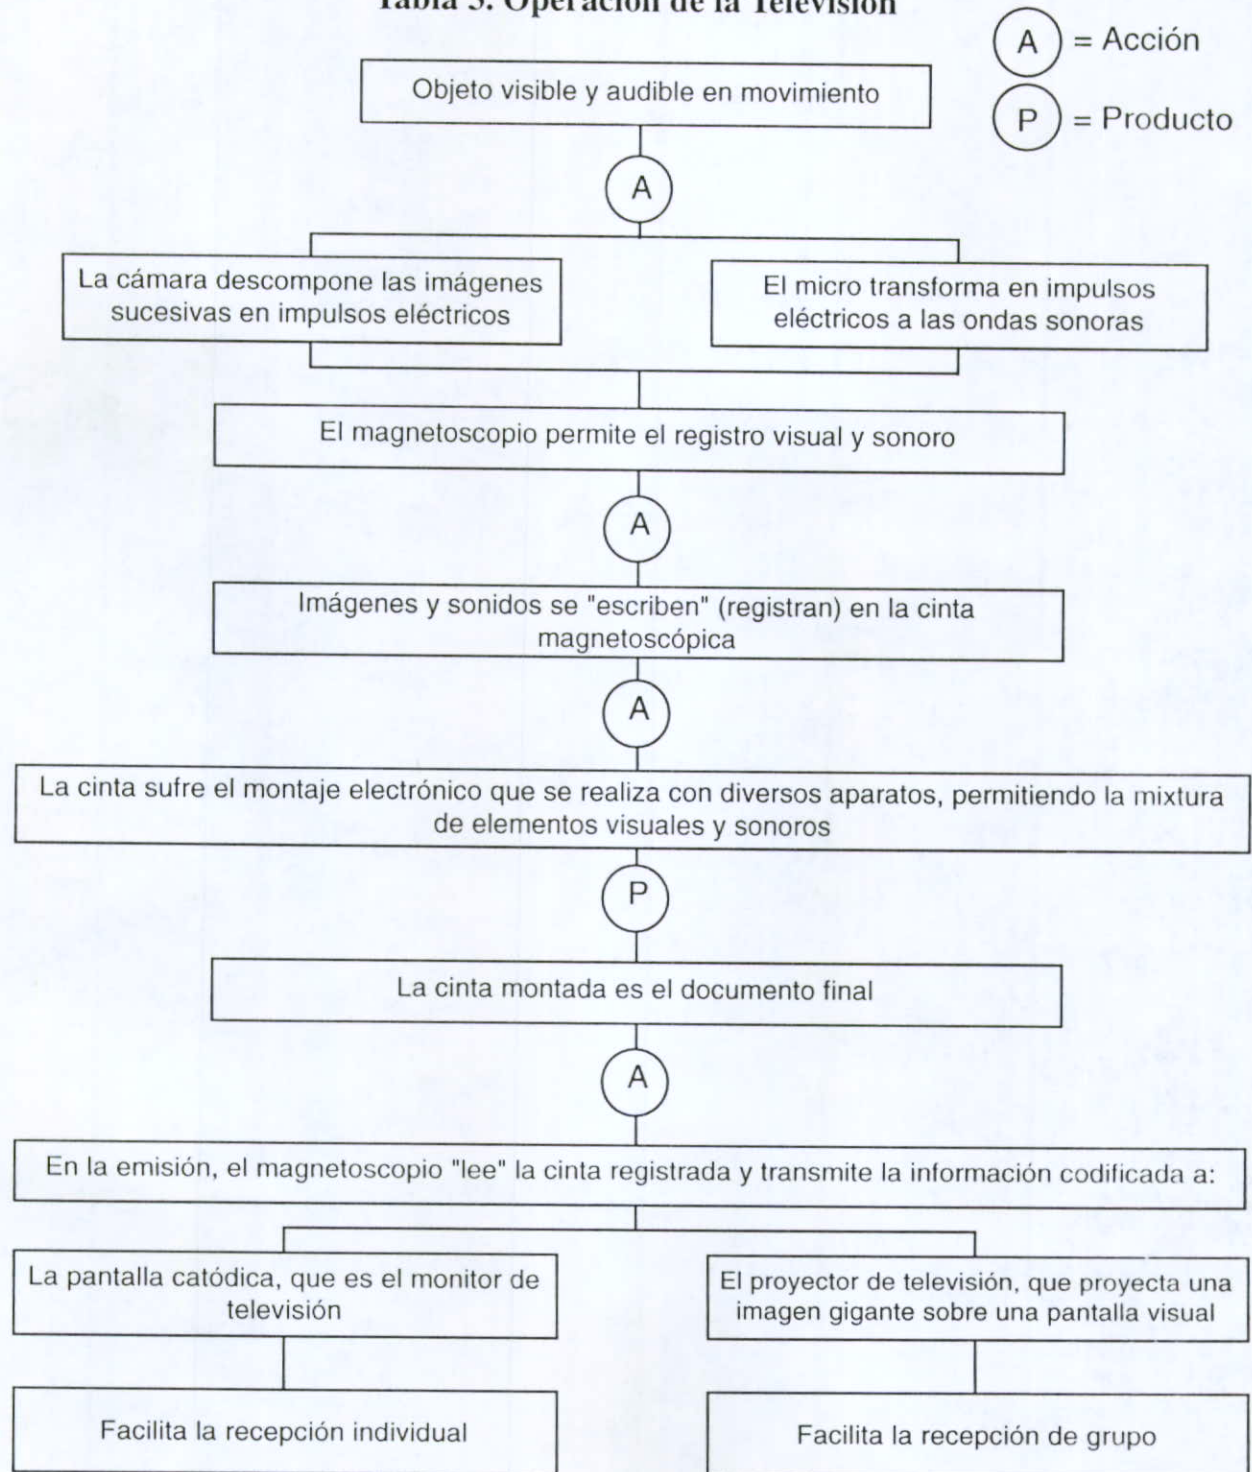 Tabla 3. Operación de la Televisión
A = Acción
P = Producto
Objeto visible y audible en movimiento
A
La cámara descompone las imágenes
sucesivas en impulsos eléctricos
El micro transforma en impulsos
eléctricos a las ondas sonoras
El magnetoscopio permite el registro visual y sonoro
A
Imágenes y sonidos se "escriben" (registran) en la cinta
magnetoscópica
A
La cinta sufre el montaje electrónico que se realiza con diversos aparatos, permitiendo la mixtura
de elementos visuales y sonoros
P
La cinta montada es el documento final
A
En la emisión, el magnetoscopio "lee" la cinta registrada y transmite la información codificada a:
La pantalla catódica, que es el monitor de
televisión
El proyector de televisión, que proyecta una
imagen gigante sobre una pantalla visual
Facilita la recepción individual
Facilita la recepción de grupo